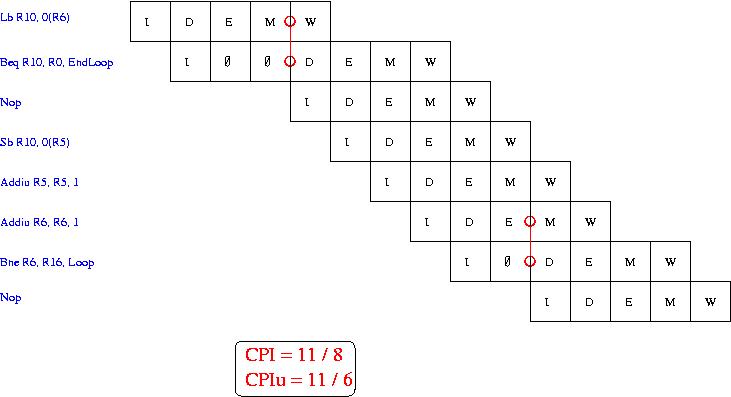 Lb R10, 0(R6) I D E M W
Beq R10, R0, EndLoop I Ø Ø D E M W
Nop I D E M W
Sb R10, 0(R5) I D E M W
Addiu R5, R5, 1 I D E M W
Addiu R6, R6, 1 I D E M W
Bne R6, R16, Loop I Ø D E M W
Nop I D E M W
CPI = 11 / 8
CPIu = 11 / 6